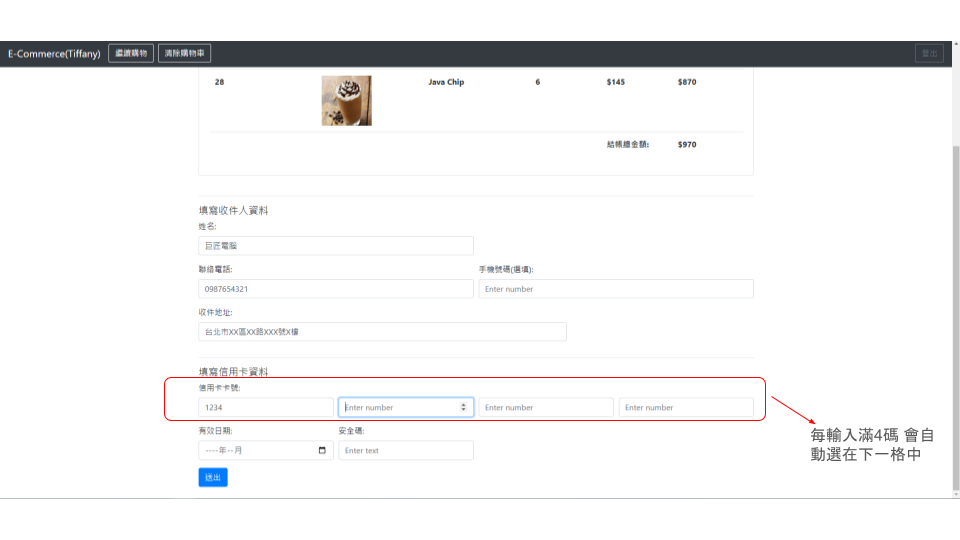 E-Commerce(Tiffany) 繼續購物 清除購物車 登出
28 Java Chip 6 $145 $870
結帳總金額: $970
填寫收件人資料
姓名:
巨匠電腦
聯絡電話: 手機號碼(選填):
0987654321 Enter number
收件地址:
台北市XX區XX路XXX號X樓
填寫信用卡資料
信用卡卡號:
1234 Enter number Enter number Enter number
有效日期: 安全碼:
----年--月 Enter text
送出
每輸入滿4碼 會自
動選在下一格中